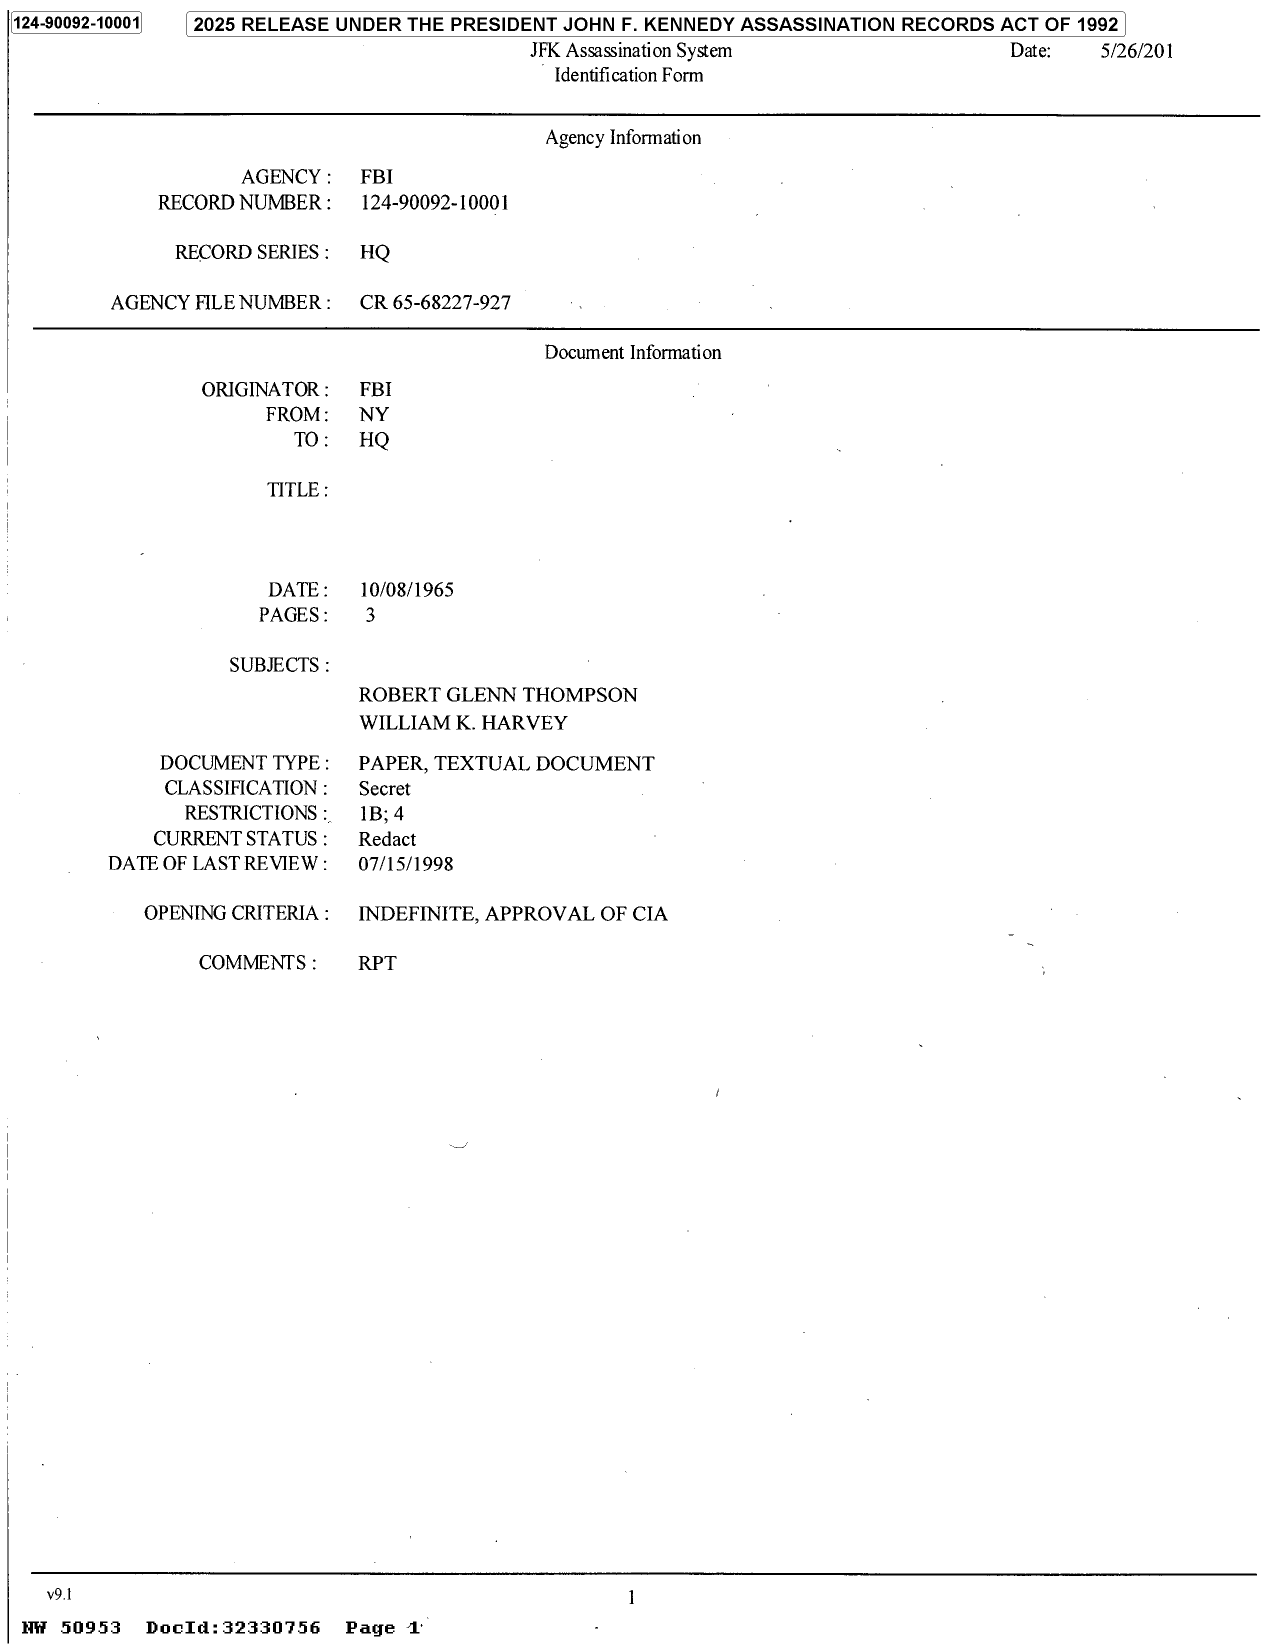 124-90092-10001 2025 RELEASE UNDER THE PRESIDENT JOHN F. KENNEDY ASSASSINATION RECORDS ACT OF 1992
JFK Assassination System Date: 5/26/201
Identification Form
Agency Information
AGENCY : FBI
RECORD NUMBER : 124-90092-10001
RECORD SERIES : HQ
AGENCY FILE NUMBER : CR 65-68227-927
Document Information
ORIGINATOR : FBI
FROM : NY
TO : HQ
TITLE :
DATE : 10/08/1965
PAGES : 3
SUBJECTS :
ROBERT GLENN THOMPSON
WILLIAM K. HARVEY
DOCUMENT TYPE : PAPER, TEXTUAL DOCUMENT
CLASSIFICATION : Secret
RESTRICTIONS : 1B; 4
CURRENT STATUS : Redact
DATE OF LAST REVIEW : 07/15/1998
OPENING CRITERIA : INDEFINITE, APPROVAL OF CIA
COMMENTS : RPT
v9.1 1
NW 50953 DocId:32330756 Page 1